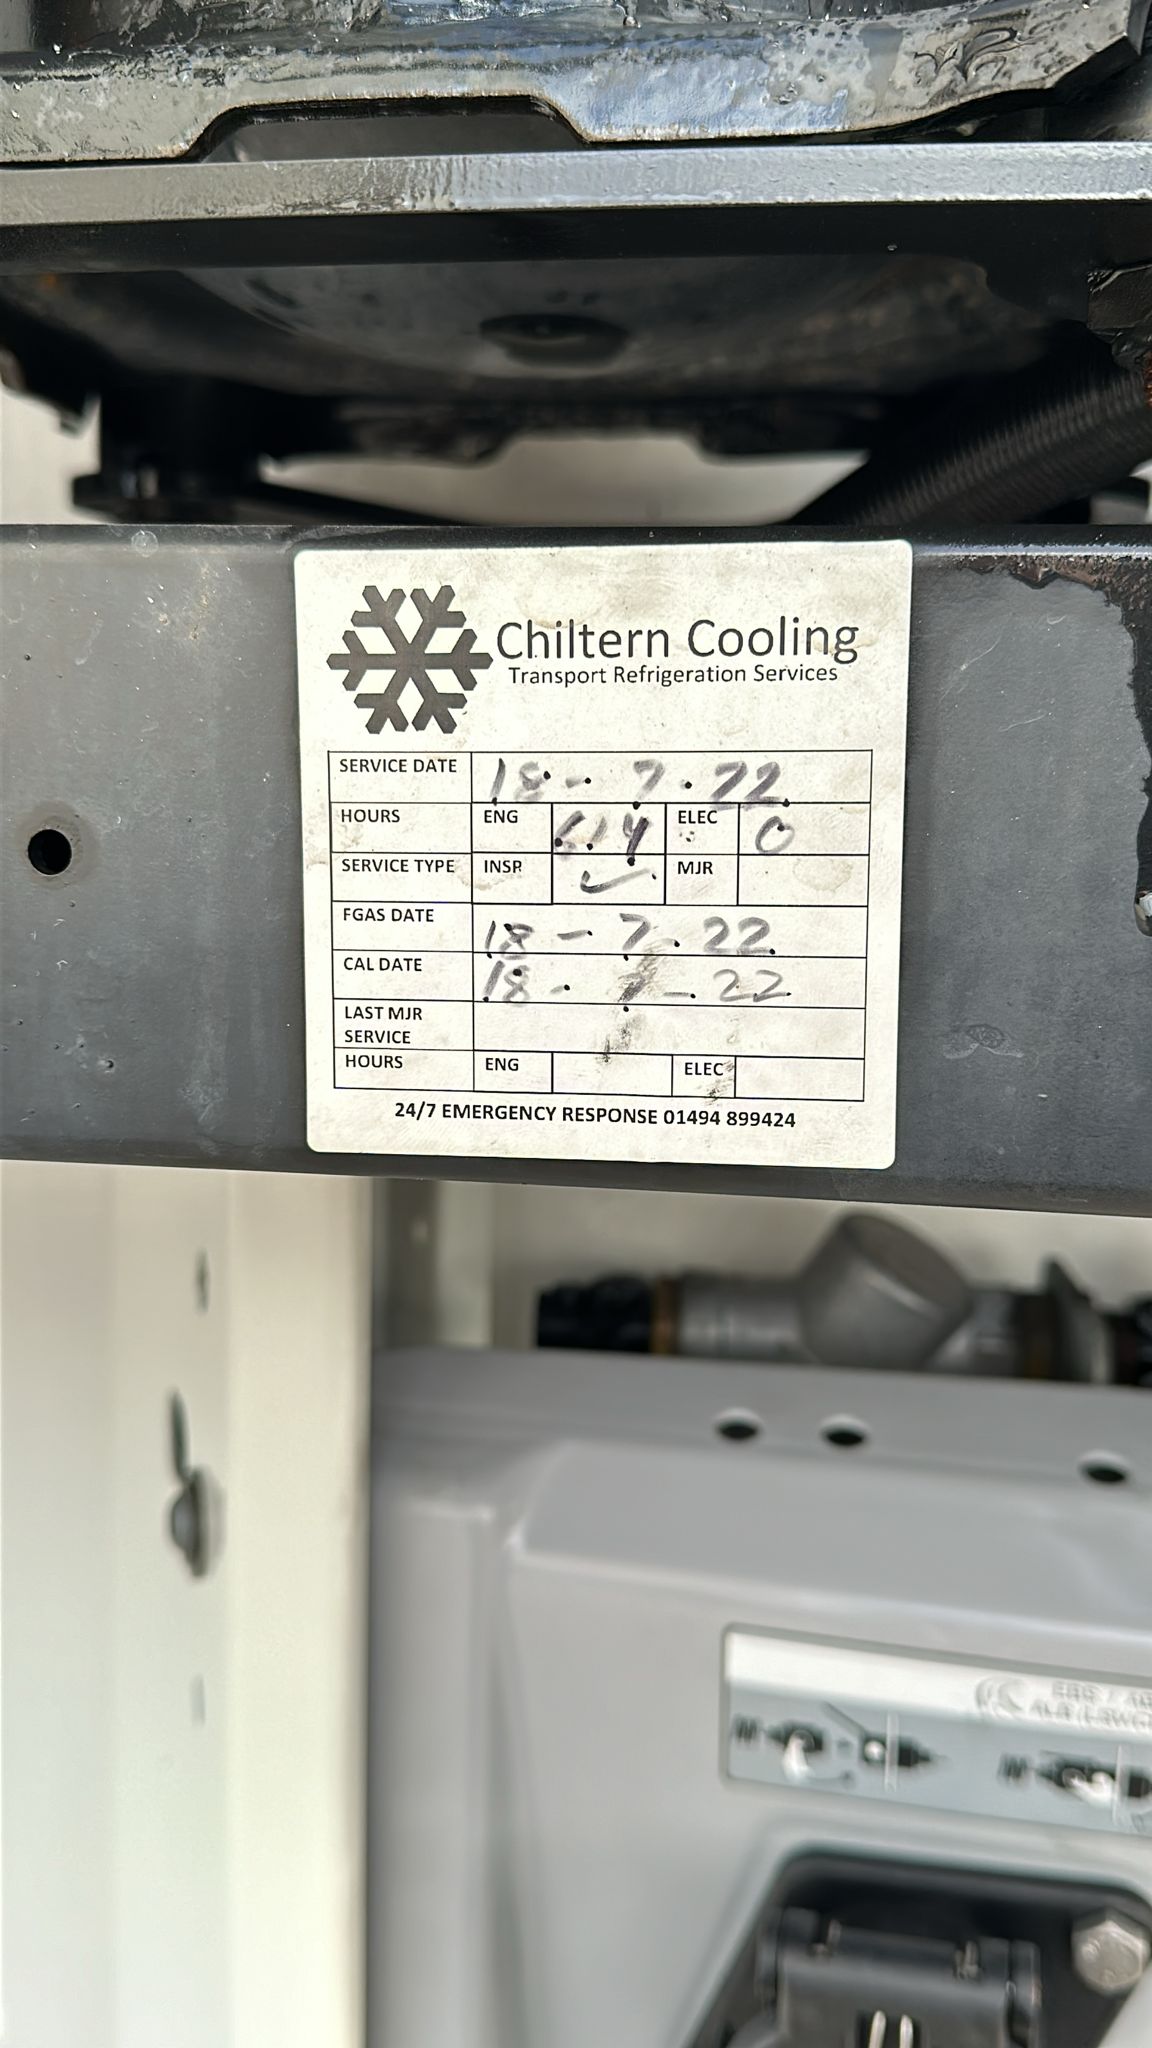 Chiltern Cooling
Transport Refrigeration Services
SERVICE DATE 18 - 7 . 22
HOURS ENG 614 ELEC 0
SERVICE TYPE INSP ✓ MJR
FGAS DATE 18 - 7 . 22
CAL DATE 18 - 7 - 22
LAST MJR
SERVICE
HOURS ENG ELEC
24/7 EMERGENCY RESPONSE 01494 899424